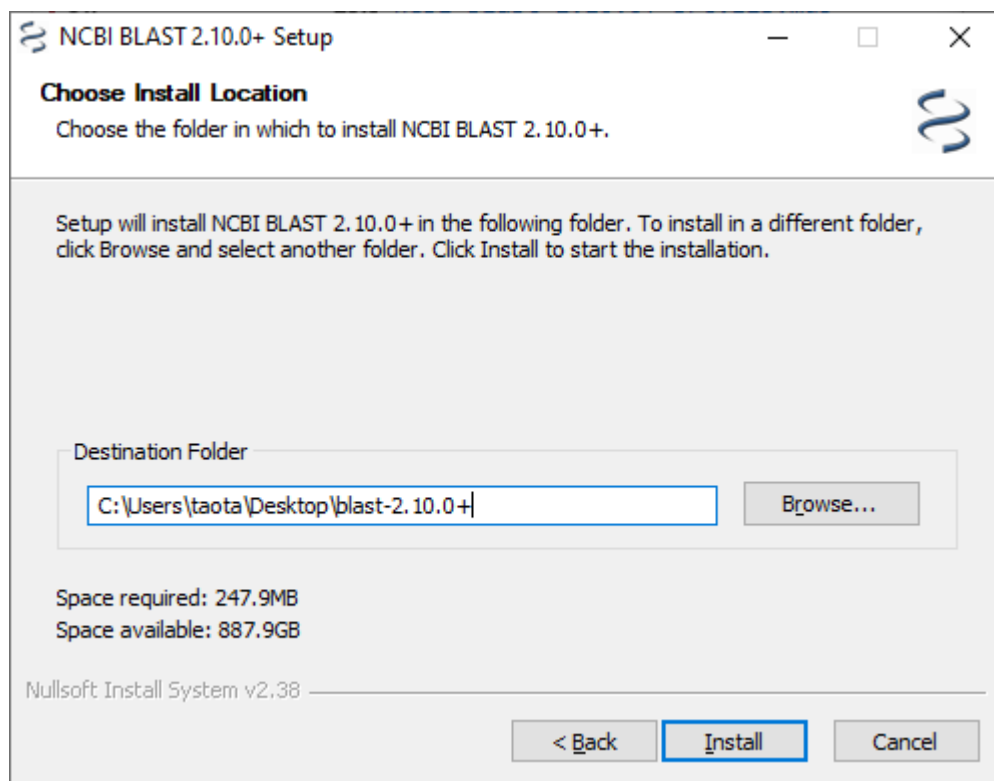 NCBI BLAST 2.10.0+ Setup
Choose Install Location
Choose the folder in which to install NCBI BLAST 2.10.0+.
Setup will install NCBI BLAST 2.10.0+ in the following folder. To install in a different folder,
click Browse and select another folder. Click Install to start the installation.
Destination Folder
C:\Users\taota\Desktop\blast-2.10.0+
Browse...
Space required: 247.9MB
Space available: 887.9GB
Nullsoft Install System v2.38
< Back
Install
Cancel